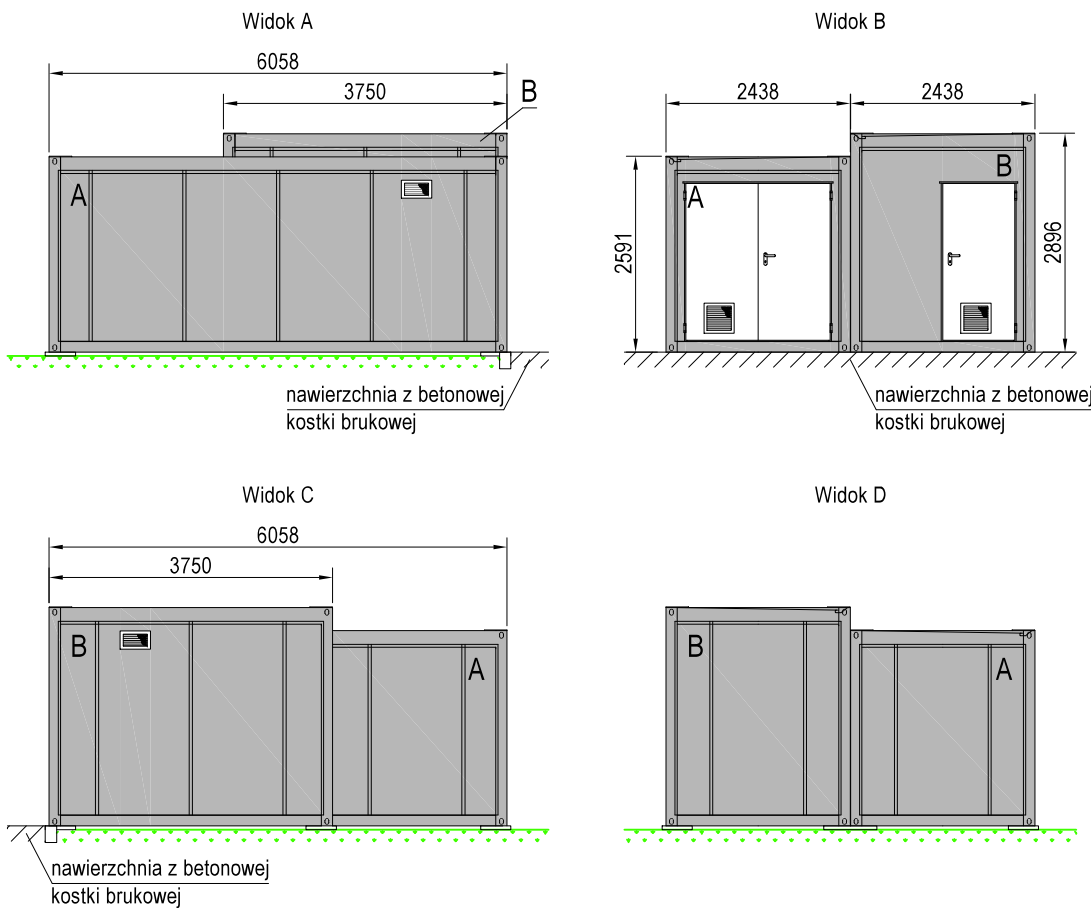 Widok A
6058
3750
B
A
nawierzchnia z betonowej
kostki brukowej
Widok B
2438
2438
A
B
2591
2896
nawierzchnia z betonowej
kostki brukowej
Widok C
6058
3750
B
A
nawierzchnia z betonowej
kostki brukowej
Widok D
B
A